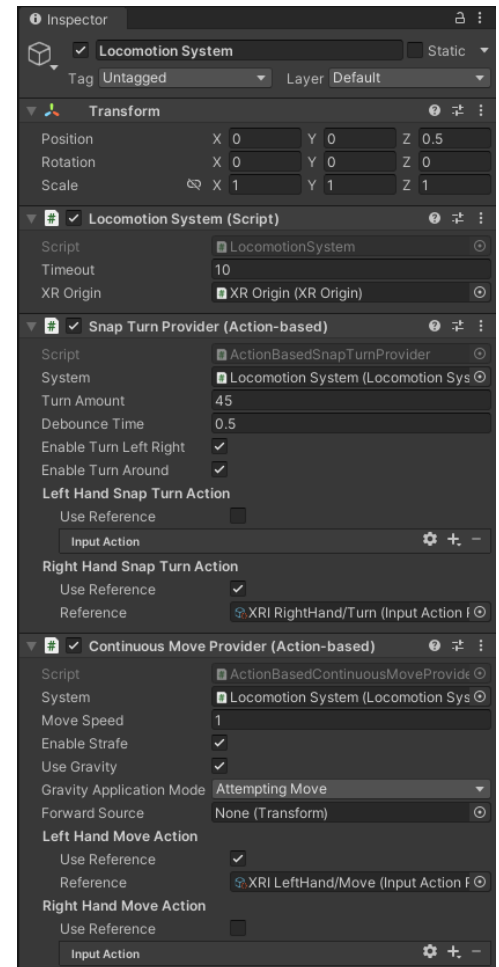 Inspector
Locomotion System Static
Tag Untagged Layer Default
Transform
Position X 0 Y 0 Z 0.5
Rotation X 0 Y 0 Z 0
Scale X 1 Y 1 Z 1
# Locomotion System (Script)
Script # LocomotionSystem
Timeout 10
XR Origin # XR Origin (XR Origin)
# Snap Turn Provider (Action-based)
Script # ActionBasedSnapTurnProvider
System # Locomotion System (Locomotion Sys
Turn Amount 45
Debounce Time 0.5
Enable Turn Left Right
Enable Turn Around
Left Hand Snap Turn Action
Use Reference
Input Action + −
Right Hand Snap Turn Action
Use Reference
Reference XRI RightHand/Turn (Input Action F
# Continuous Move Provider (Action-based)
Script # ActionBasedContinuousMoveProvide
System # Locomotion System (Locomotion Sys
Move Speed 1
Enable Strafe
Use Gravity
Gravity Application Mode Attempting Move
Forward Source None (Transform)
Left Hand Move Action
Use Reference
Reference XRI LeftHand/Move (Input Action F
Right Hand Move Action
Use Reference
Input Action + −